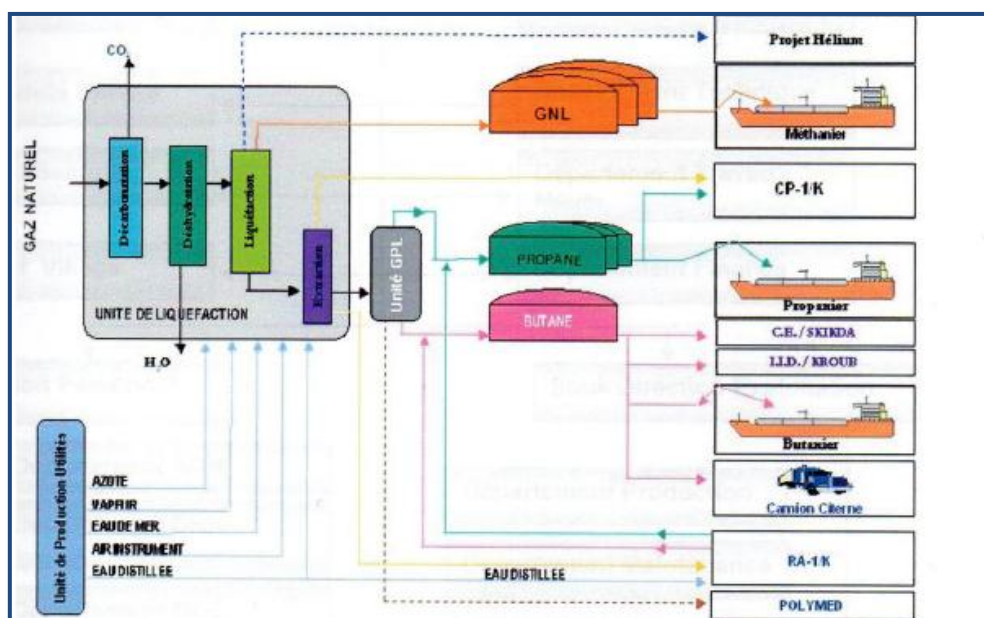 Projet Hélium
CO2
GNL
Méthanier
GAZ NATUREL
Décarbonatation
Déshydratation
Liquéfaction
CP-1/K
Extraction
Unité GPL
PROPANE
Propanier
UNITE DE LIQUEFACTION
BUTANE
C.E. / SKIKDA
H2O
Butanier
Unité de Production Utilités
AZOTE
VAPEUR
EAU DE MER
AIR INSTRUMENT
EAU DISTILLEE
EAU DISTILLEE
Camion Citerne
RA-1/K
POLYMED